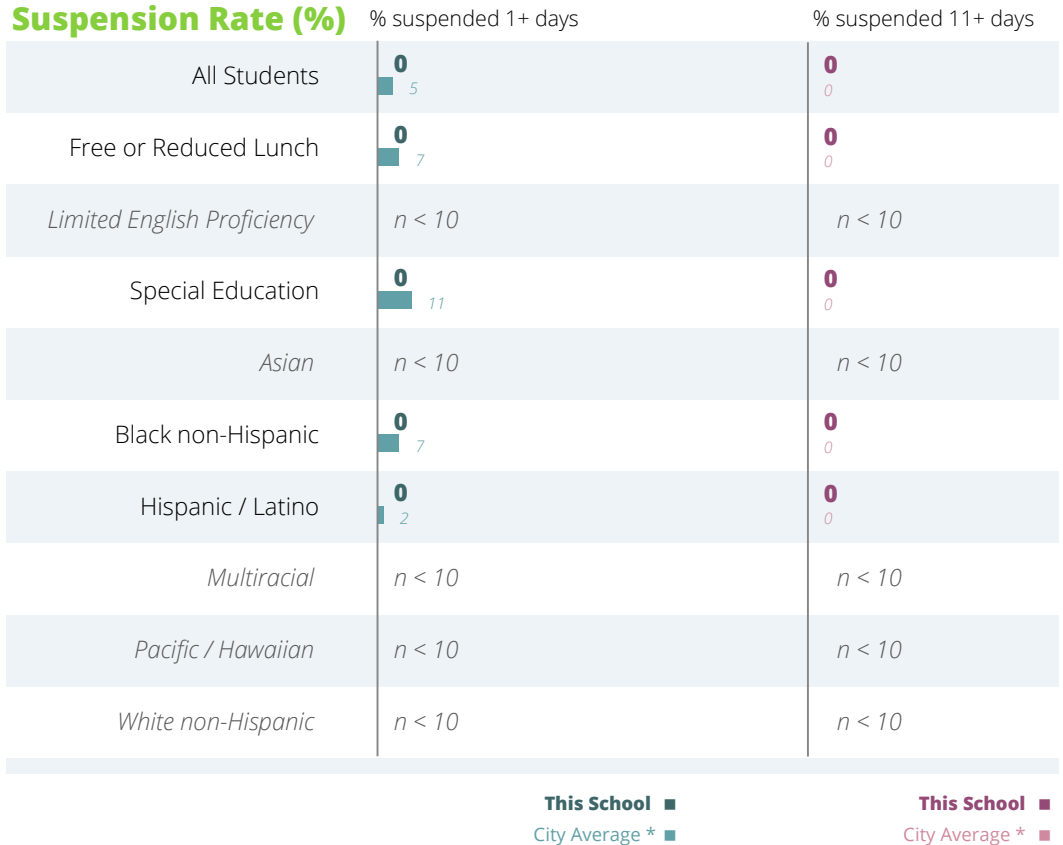 Suspension Rate (%) % suspended 1+ days % suspended 11+ days
All Students 0 0
5 0
Free or Reduced Lunch 0 0
7 0
Limited English Proficiency n < 10 n < 10
Special Education 0 0
11 0
Asian n < 10 n < 10
Black non-Hispanic 0 0
7 0
Hispanic / Latino 0 0
2 0
Multiracial n < 10 n < 10
Pacific / Hawaiian n < 10 n < 10
White non-Hispanic n < 10 n < 10
This School This School
City Average * City Average *